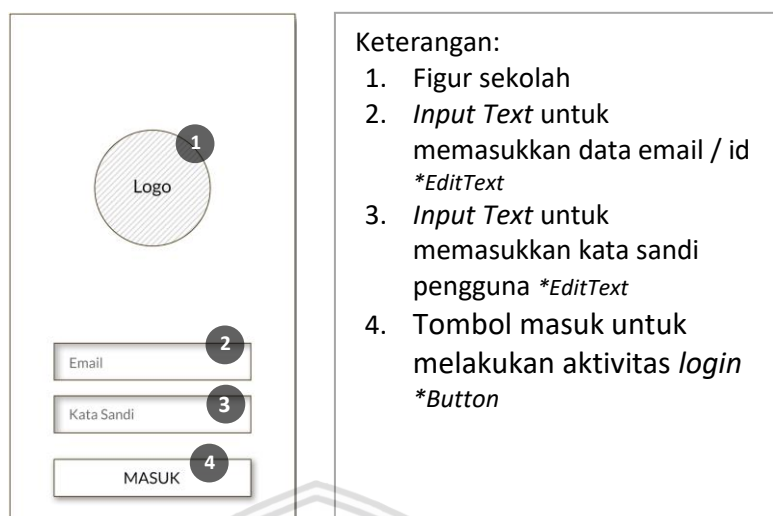 1
Logo
2
Email
3
Kata Sandi
4
MASUK
Keterangan:
1. Figur sekolah
2. Input Text untuk
memasukkan data email / id
*EditText
3. Input Text untuk
memasukkan kata sandi
pengguna *EditText
4. Tombol masuk untuk
melakukan aktivitas login
*Button